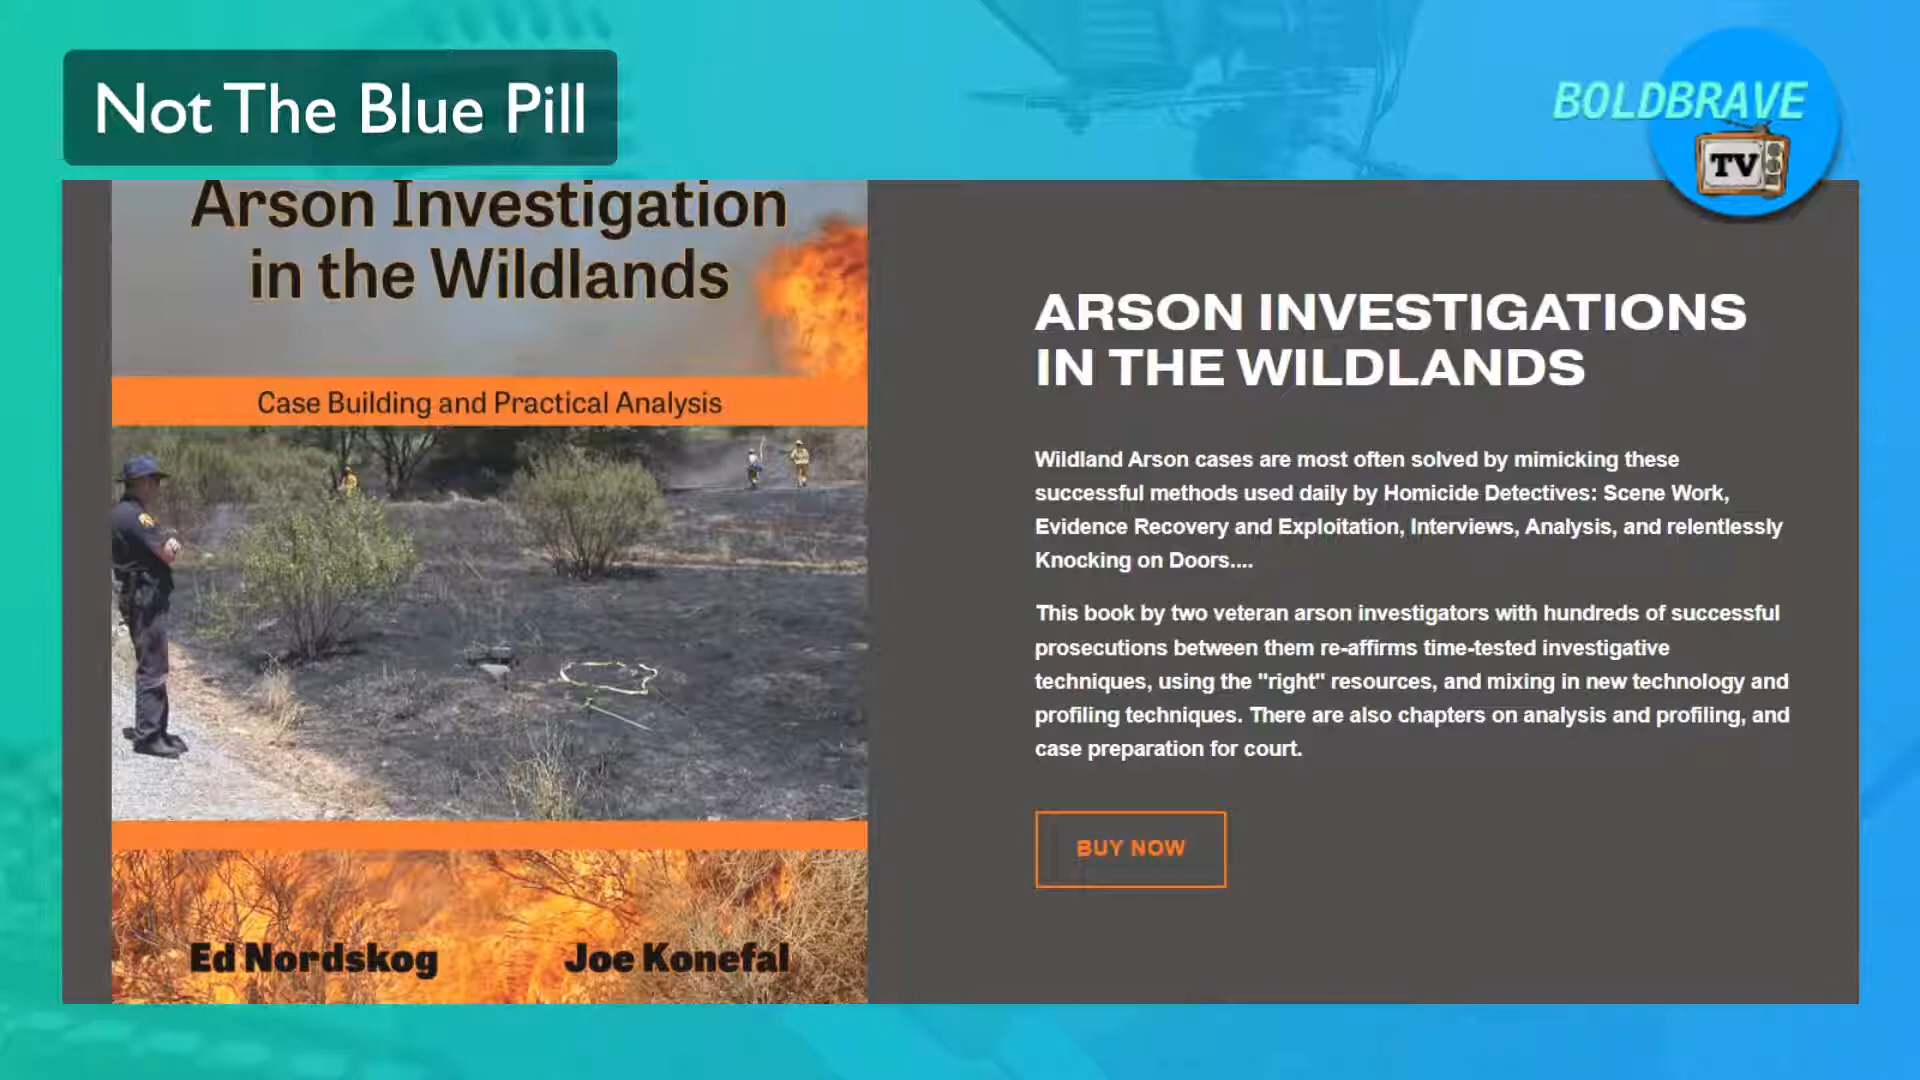 Not The Blue Pill
BOLDBRAVE
TV
Arson Investigation
in the Wildlands
Case Building and Practical Analysis
Ed Nordskog
Joe Konefal
ARSON INVESTIGATIONS
IN THE WILDLANDS
Wildland Arson cases are most often solved by mimicking these
successful methods used daily by Homicide Detectives: Scene Work,
Evidence Recovery and Exploitation, Interviews, Analysis, and relentlessly
Knocking on Doors....
This book by two veteran arson investigators with hundreds of successful
prosecutions between them re-affirms time-tested investigative
techniques, using the "right" resources, and mixing in new technology and
profiling techniques. There are also chapters on analysis and profiling, and
case preparation for court.
BUY NOW